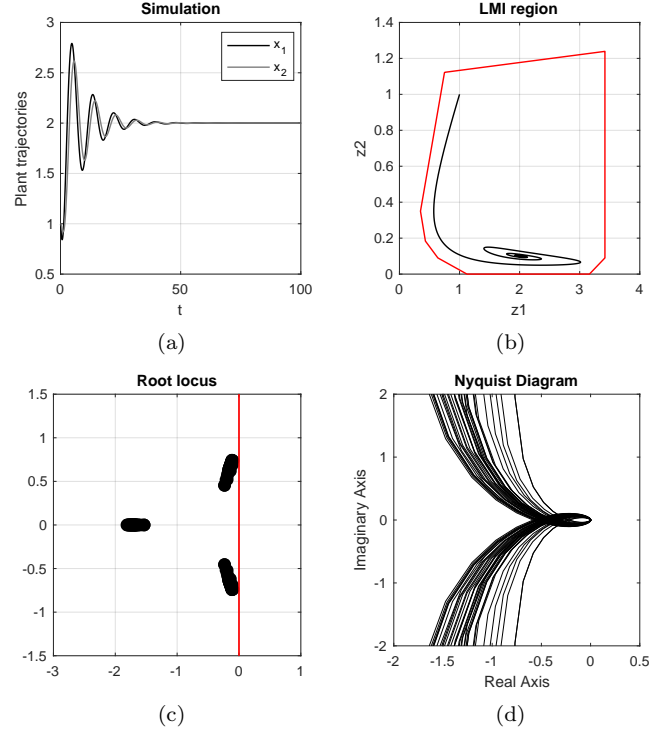 Simulation
3
2.5
2
1.5
1
0.5
0
50
100
Plant trajectories
t
x_1
x_2
(a)
LMI region
1.4
1.2
1
0.8
0.6
0.4
0.2
0
0
1
2
3
4
z2
z1
(b)
Root locus
1.5
1
0.5
0
-0.5
-1
-1.5
-3
-2
-1
0
1
(c)
Nyquist Diagram
2
1
0
-1
-2
-2
-1.5
-1
-0.5
0
0.5
Imaginary Axis
Real Axis
(d)